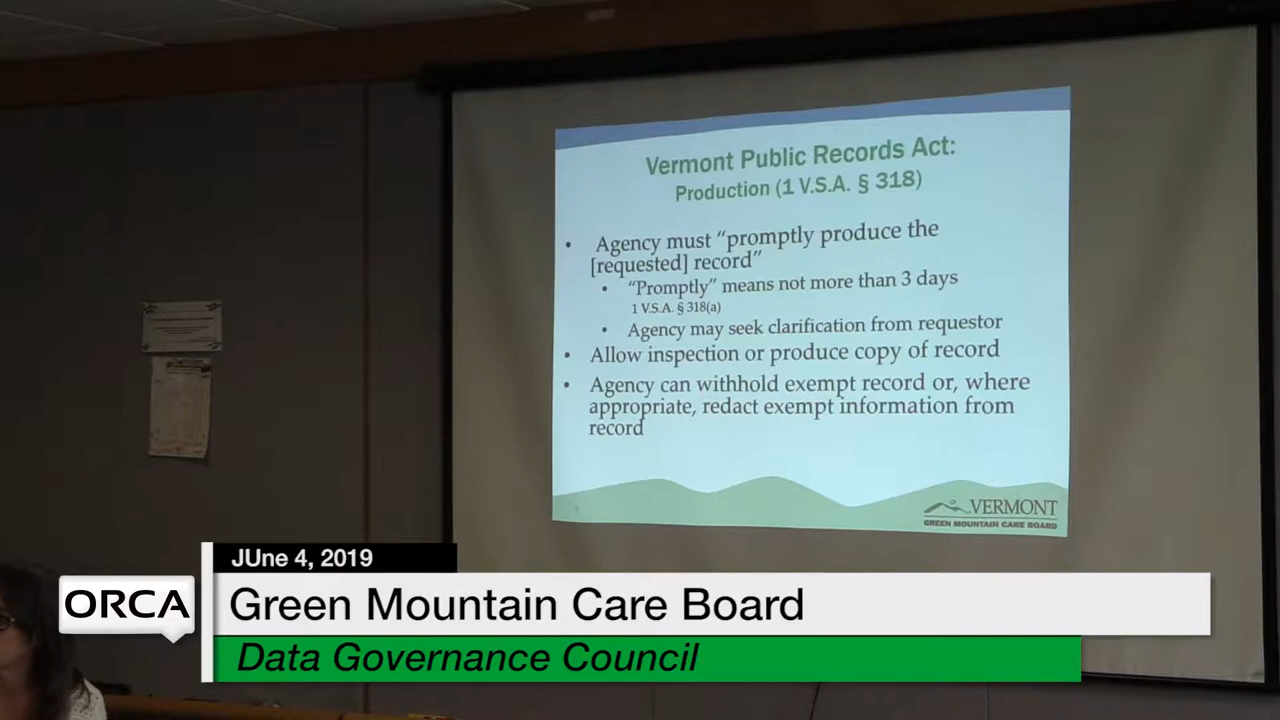 Vermont Public Records Act:
Production (1 V.S.A. § 318)
• Agency must “promptly produce the
[requested] record”
• “Promptly” means not more than 3 days
1 V.S.A. § 318(a)
• Agency may seek clarification from requestor
• Allow inspection or produce copy of record
• Agency can withhold exempt record or, where
appropriate, redact exempt information from
record
VERMONT
GREEN MOUNTAIN CARE BOARD
JUne 4, 2019
ORCA
Green Mountain Care Board
Data Governance Council